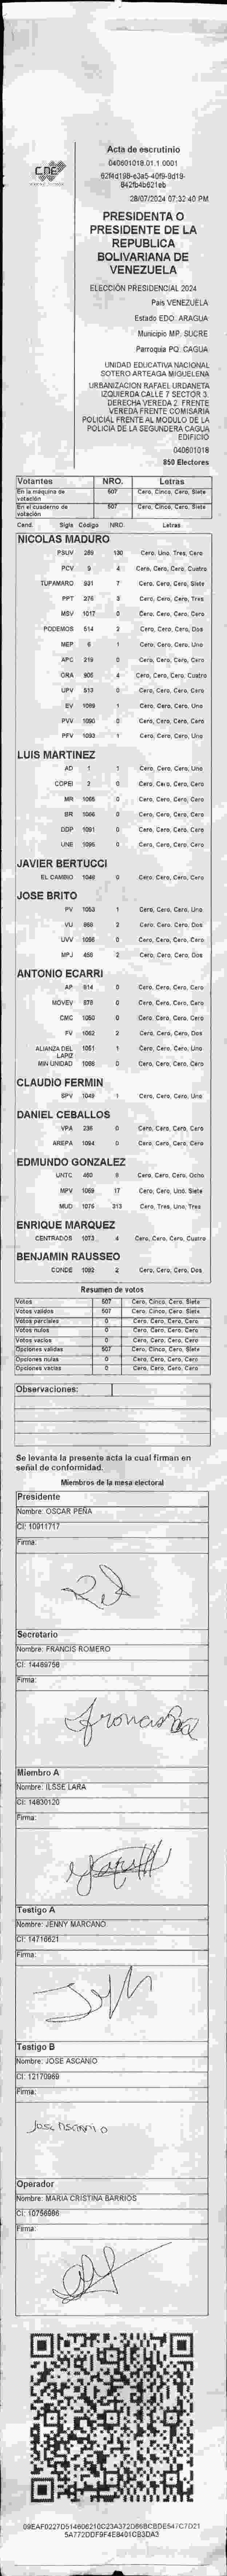 CNE
Acta de escrutinio
040601018.01.1.0001
28/07/2024 07:32:40 PM
PRESIDENTA O
PRESIDENTE DE LA
REPUBLICA
BOLIVARIANA DE
VENEZUELA
ELECCIÓN PRESIDENCIAL 2024
País VENEZUELA
Estado EDO. ARAGUA
Municipio MP. SUCRE
Parroquia PQ. CAGUA
UNIDAD EDUCATIVA NACIONAL
SOTERO ARTEAGA MIQUELENA
URBANIZACION RAFAEL URDANETA
IZQUIERDA CALLE 7 SECTOR 3.
DERECHA VEREDA 2. FRENTE
VEREDA FRENTE COMISARIA
POLICIAL FRENTE AL MODULO DE LA
POLICIA DE LA SEGUNDERA CAGUA
EDIFICIO
040601018
850 Electores
Votantes NRO. Letras
En la máquina de votación 507 Cero, Cinco, Cero, Siete
En el cuaderno de votación 507 Cero, Cinco, Cero, Siete
Cand. Sigla Código NRO. Letras
NICOLAS MADURO
PSUV 289 130 Cero, Uno, Tres, Cero
PCV 9 4 Cero, Cero, Cero, Cuatro
TUPAMARO 931 7 Cero, Cero, Cero, Siete
PPT 276 3 Cero, Cero, Cero, Tres
MSV 1017 0 Cero, Cero, Cero, Cero
PODEMOS 514 2 Cero, Cero, Cero, Dos
MEP 6 1 Cero, Cero, Cero, Uno
APC 219 0 Cero, Cero, Cero, Cero
ORA 906 4 Cero, Cero, Cero, Cuatro
UPV 513 0 Cero, Cero, Cero, Cero
EV 1089 1 Cero, Cero, Cero, Uno
PVV 1090 0 Cero, Cero, Cero, Cero
PFV 1093 1 Cero, Cero, Cero, Uno
LUIS MARTINEZ
AD 1 1 Cero, Cero, Cero, Uno
COPEI 2 0 Cero, Cero, Cero, Cero
MR 1065 0 Cero, Cero, Cero, Cero
BR 1066 0 Cero, Cero, Cero, Cero
DDP 1091 0 Cero, Cero, Cero, Cero
UNE 1095 0 Cero, Cero, Cero, Cero
JAVIER BERTUCCI
EL CAMBIO 1046 0 Cero, Cero, Cero, Cero
JOSE BRITO
PV 1053 1 Cero, Cero, Cero, Uno
VU 868 2 Cero, Cero, Cero, Dos
UVV 1056 0 Cero, Cero, Cero, Cero
MPJ 458 2 Cero, Cero, Cero, Dos
ANTONIO ECARRI
AP 914 0 Cero, Cero, Cero, Cero
MOVEV 878 0 Cero, Cero, Cero, Cero
CMC 1050 0 Cero, Cero, Cero, Cero
FV 1062 2 Cero, Cero, Cero, Dos
ALIANZA DEL LAPIZ 1051 1 Cero, Cero, Cero, Uno
MIN UNIDAD 1086 0 Cero, Cero, Cero, Cero
CLAUDIO FERMIN
SPV 1049 1 Cero, Cero, Cero, Uno
DANIEL CEBALLOS
VPA 236 0 Cero, Cero, Cero, Cero
AREPA 1094 0 Cero, Cero, Cero, Cero
EDMUNDO GONZALEZ
UNTC 460 8 Cero, Cero, Cero, Ocho
MPV 1069 17 Cero, Cero, Uno, Siete
MUD 1076 313 Cero, Tres, Uno, Tres
ENRIQUE MARQUEZ
CENTRADOS 1073 4 Cero, Cero, Cero, Cuatro
BENJAMIN RAUSSEO
CONDE 1092 2 Cero, Cero, Cero, Dos
Resumen de votos
Votos 507 Cero, Cinco, Cero, Siete
Votos validos 507 Cero, Cinco, Cero, Siete
Votos parciales 0 Cero, Cero, Cero, Cero
Votos nulos 0 Cero, Cero, Cero, Cero
Votos vacios 0 Cero, Cero, Cero, Cero
Opciones validas 507 Cero, Cinco, Cero, Siete
Opciones nulas 0 Cero, Cero, Cero, Cero
Opciones vacias 0 Cero, Cero, Cero, Cero
Observaciones:
Se levanta la presente acta la cual firman en
señal de conformidad.
Miembros de la mesa electoral
Presidente
Nombre: OSCAR PEÑA
CI: 10911717
Firma:
Secretario
Nombre: FRANCIS ROMERO
CI: 14469756
Firma:
Miembro A
Nombre: ILSSE LARA
CI: 14830120
Firma:
Testigo A
Nombre: JENNY MARCANO
CI: 14716621
Firma:
Testigo B
Nombre: JOSE ASCANIO
CI: 12170969
Firma:
Jose Ascanio
Operador
Nombre: MARIA CRISTINA BARRIOS
CI: 10756986
Firma: